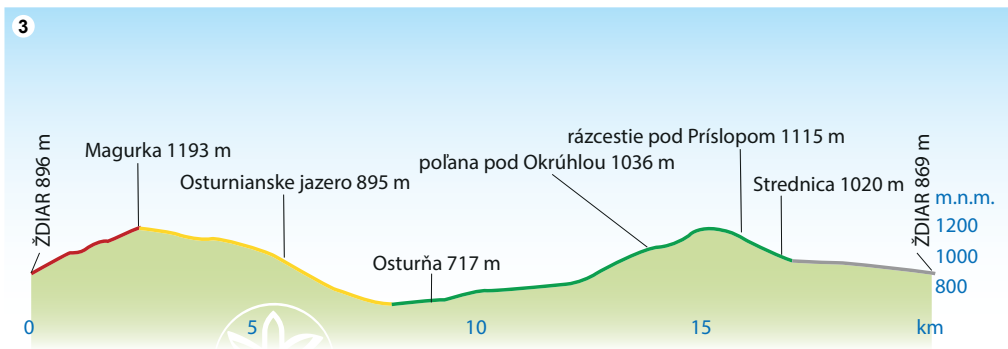 3
ŽDIAR 896 m
Magurka 1193 m
Osturnianske jazero 895 m
Osturňa 717 m
poľana pod Okrúhlou 1036 m
rázcestie pod Príslopom 1115 m
Strednica 1020 m
ŽDIAR 869 m
m.n.m.
1200
1000
800
0 5 10 15 km